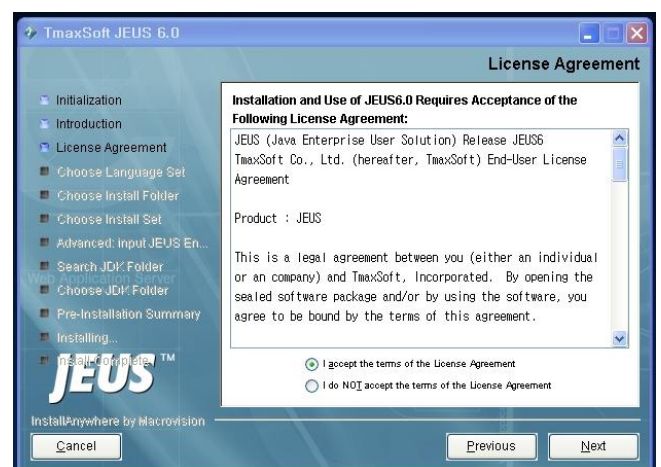 TmaxSoft JEUS 6.0
License Agreement
Initialization
Introduction
License Agreement
Choose Language Set
Choose Install Folder
Choose Install Set
Advanced: Input JEUS En...
Search JDK Folder
Web Application Server
Choose JDK Folder
Pre-Installation Summary
Installing...
Install Complete
JEUS™
InstallAnywhere by Macrovision
Installation and Use of JEUS6.0 Requires Acceptance of the
Following License Agreement:
JEUS (Java Enterprise User Solution) Release JEUS6
TmaxSoft Co., Ltd. (hereafter, TmaxSoft) End-User License
Agreement
Product : JEUS
This is a legal agreement between you (either an individual
or an company) and TmaxSoft, Incorporated. By opening the
sealed software package and/or by using the software, you
agree to be bound by the terms of this agreement.
I accept the terms of the License Agreement
I do NOT accept the terms of the License Agreement
Cancel
Previous
Next